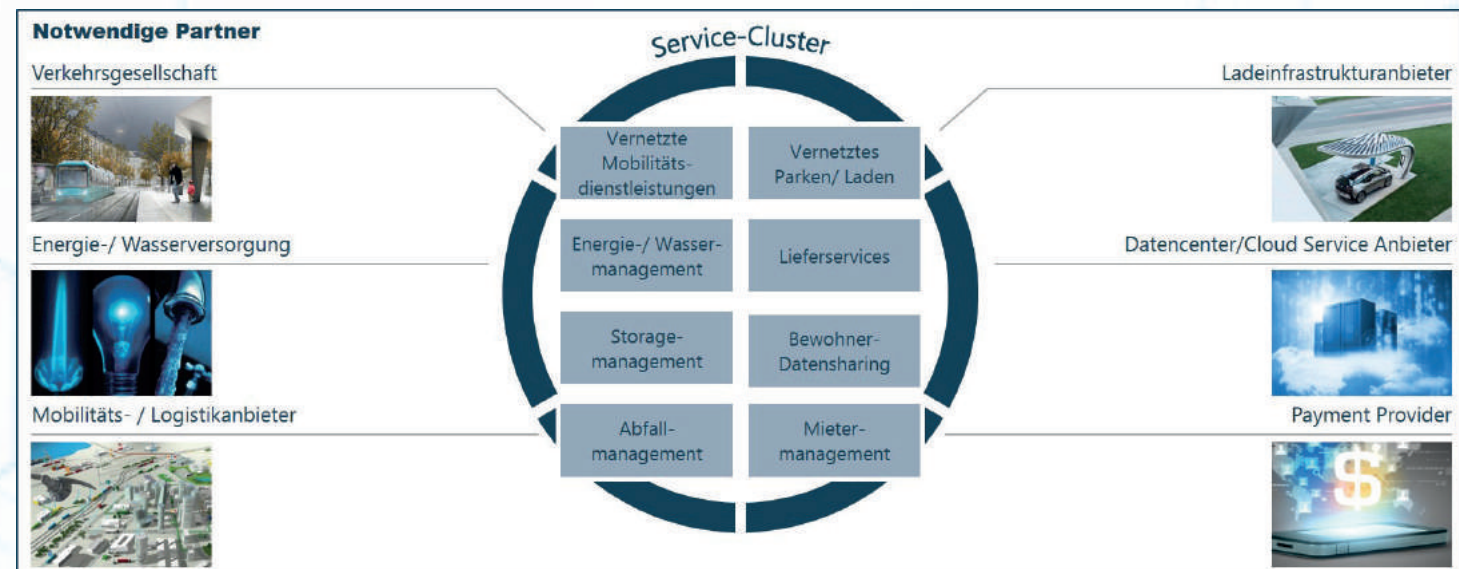 Notwendige Partner
Service-Cluster
Verkehrsgesellschaft
Ladeinfrastrukturanbieter
Vernetzte
Mobilitäts-
dienstleistungen
Vernetztes
Parken/ Laden
Energie-/ Wasserversorgung
Datencenter/Cloud Service Anbieter
Energie-/ Wasser-
management
Lieferservices
Storage-
management
Bewohner-
Datensharing
Mobilitäts- / Logistikanbieter
Payment Provider
Abfall-
management
Mieter-
management
$